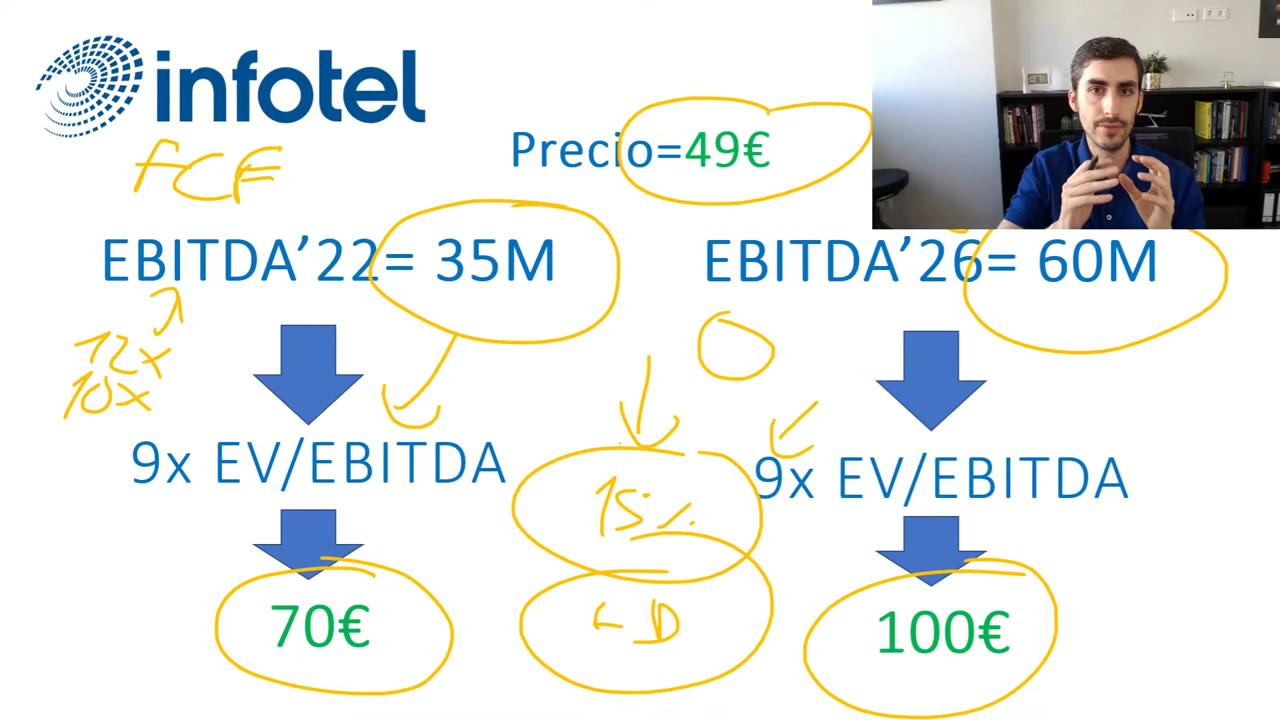 infotel
FCF
Precio=49€
EBITDA'22= 35M
EBITDA'26= 60M
12x
10x
9x EV/EBITDA
9x EV/EBITDA
15%
+D
70€
100€